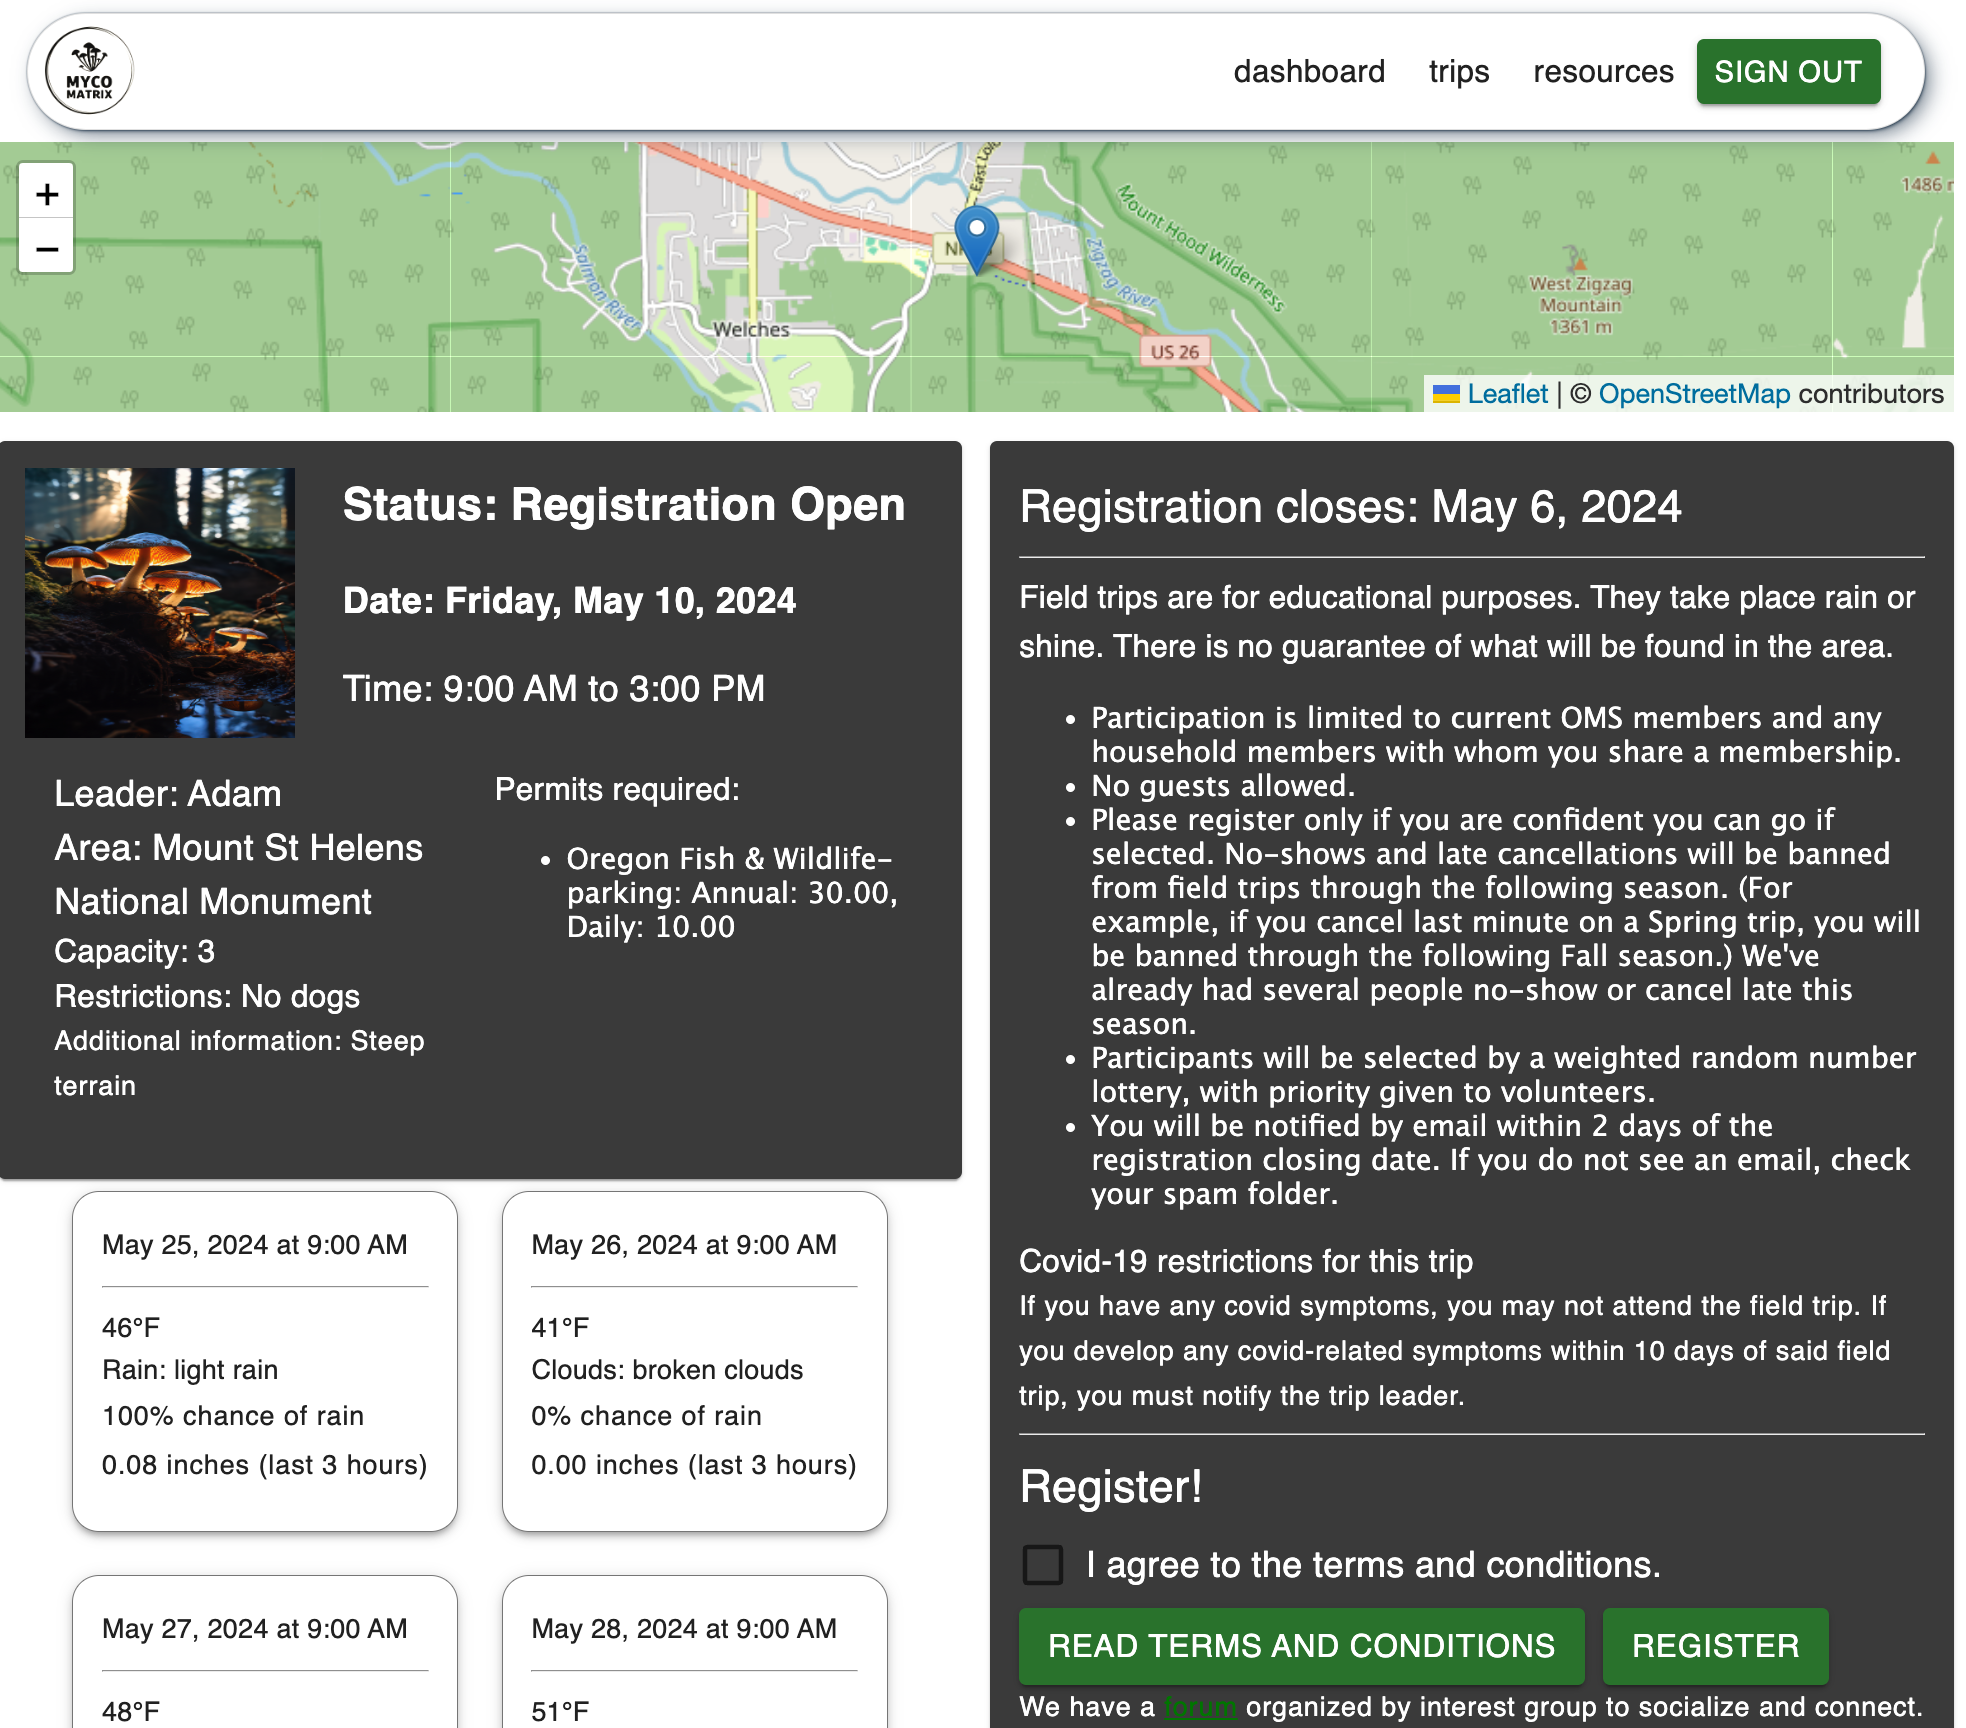 MYCO
MATRIX
dashboard trips resources SIGN OUT
+
−
East Lolo
Mount Hood Wilderness
1486 m
Salmon River
Zigzag River
West Zigzag
Mountain
1361 m
Welches
US 26
Leaflet | © OpenStreetMap contributors
Status: Registration Open
Date: Friday, May 10, 2024
Time: 9:00 AM to 3:00 PM
Leader: Adam
Area: Mount St Helens
National Monument
Capacity: 3
Restrictions: No dogs
Additional information: Steep
terrain
Permits required:
• Oregon Fish & Wildlife-
parking: Annual: 30.00,
Daily: 10.00
May 25, 2024 at 9:00 AM
46°F
Rain: light rain
100% chance of rain
0.08 inches (last 3 hours)
May 26, 2024 at 9:00 AM
41°F
Clouds: broken clouds
0% chance of rain
0.00 inches (last 3 hours)
May 27, 2024 at 9:00 AM
48°F
May 28, 2024 at 9:00 AM
51°F
Registration closes: May 6, 2024
Field trips are for educational purposes. They take place rain or
shine. There is no guarantee of what will be found in the area.
• Participation is limited to current OMS members and any
household members with whom you share a membership.
• No guests allowed.
• Please register only if you are confident you can go if
selected. No-shows and late cancellations will be banned
from field trips through the following season. (For
example, if you cancel last minute on a Spring trip, you will
be banned through the following Fall season.) We've
already had several people no-show or cancel late this
season.
• Participants will be selected by a weighted random number
lottery, with priority given to volunteers.
• You will be notified by email within 2 days of the
registration closing date. If you do not see an email, check
your spam folder.
Covid-19 restrictions for this trip
If you have any covid symptoms, you may not attend the field trip. If
you develop any covid-related symptoms within 10 days of said field
trip, you must notify the trip leader.
Register!
I agree to the terms and conditions.
READ TERMS AND CONDITIONS REGISTER
We have a forum organized by interest group to socialize and connect.